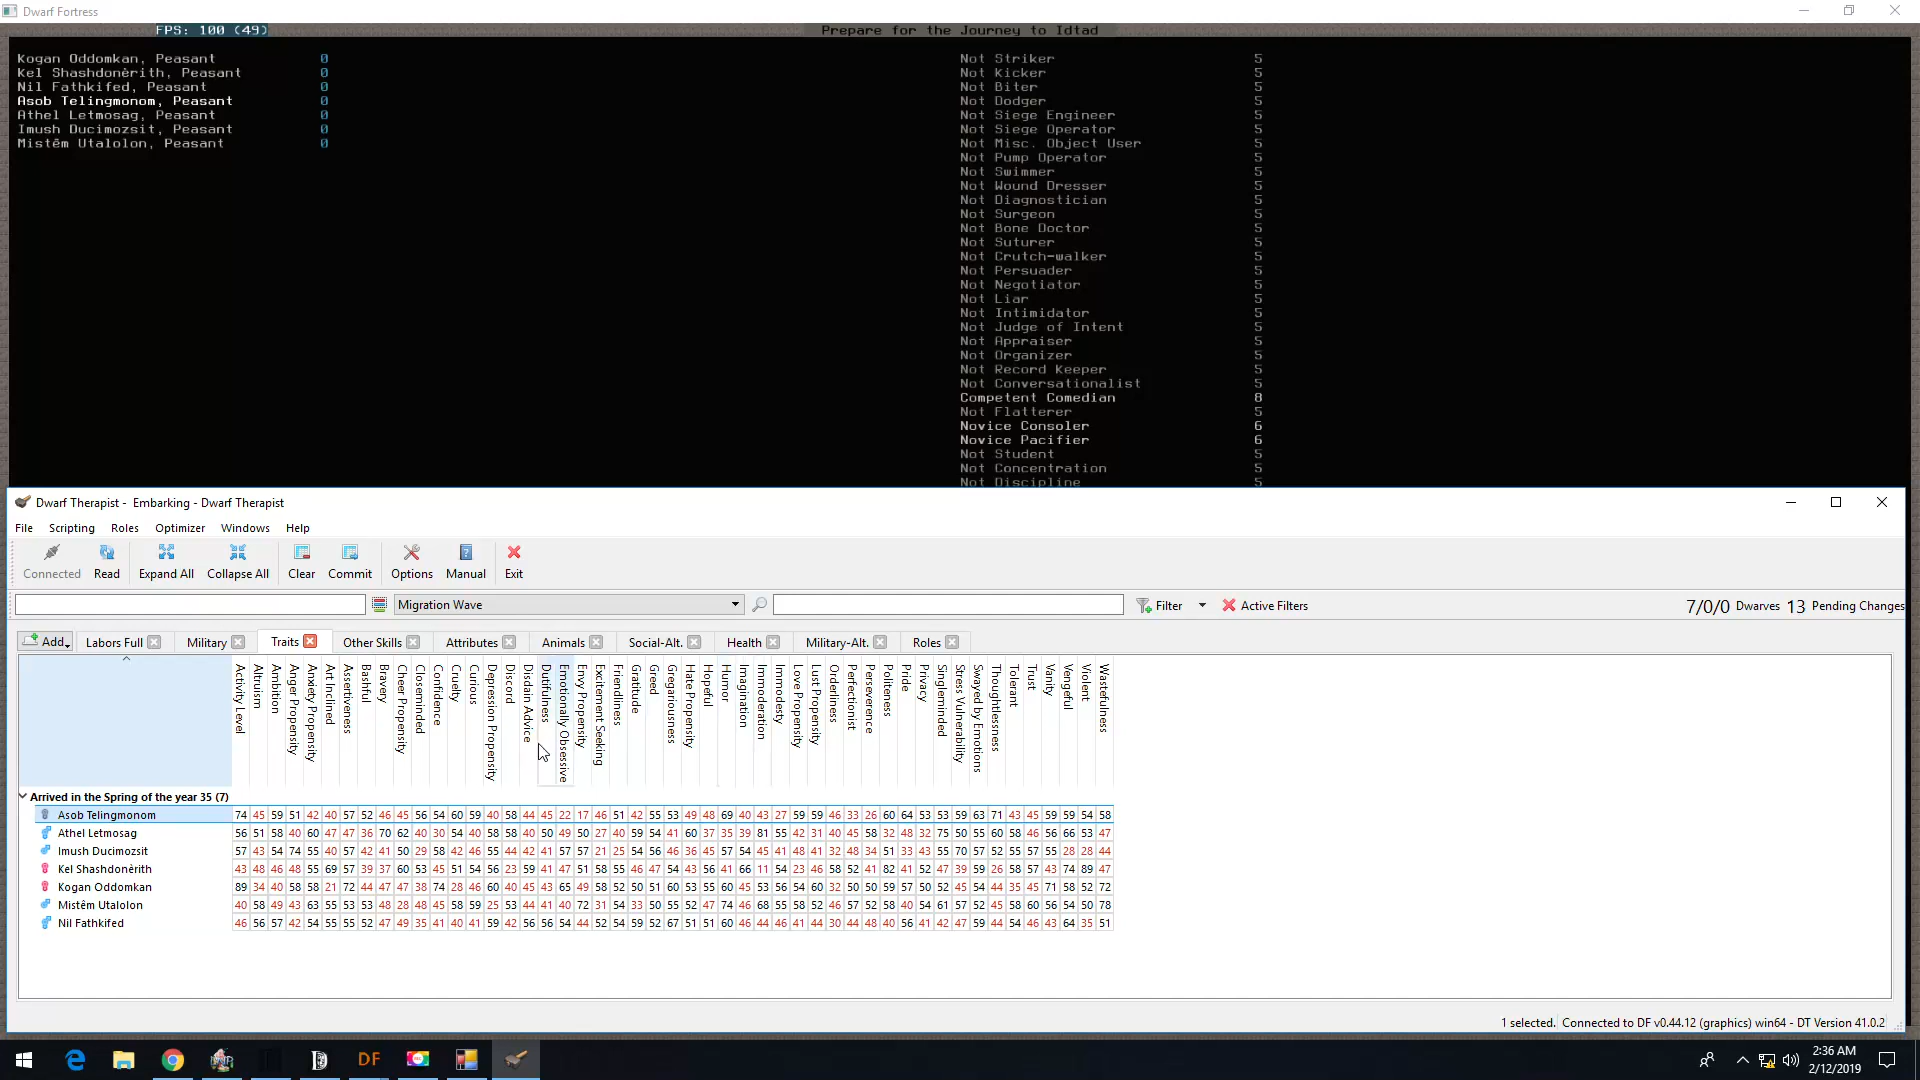 Dwarf Fortress
FPS: 100 (49)
Prepare for the Journey to Idtad
Kogan Oddomkan, Peasant 0
Kel Shashdonèrith, Peasant 0
Nil Fathkifed, Peasant 0
Asob Telingmonom, Peasant 0
Athel Letmosag, Peasant 0
Imush Ducimozsit, Peasant 0
Mistêm Utalolon, Peasant 0
Not Striker 5
Not Kicker 5
Not Biter 5
Not Dodger 5
Not Siege Engineer 5
Not Siege Operator 5
Not Misc. Object User 5
Not Pump Operator 5
Not Swimmer 5
Not Wound Dresser 5
Not Diagnostician 5
Not Surgeon 5
Not Bone Doctor 5
Not Suturer 5
Not Crutch-walker 5
Not Persuader 5
Not Negotiator 5
Not Liar 5
Not Intimidator 5
Not Judge of Intent 5
Not Appraiser 5
Not Organizer 5
Not Record Keeper 5
Not Conversationalist 5
Competent Comedian 8
Not Flatterer 5
Novice Consoler 6
Novice Pacifier 6
Not Student 5
Not Concentration 5
Not Discipline 5
Dwarf Therapist - Embarking - Dwarf Therapist
File Scripting Roles Optimizer Windows Help
Connected Read Expand All Collapse All Clear Commit Options Manual Exit
Migration Wave Filter Active Filters 7/0/0 Dwarves 13 Pending Changes
Add Labors Full Military Traits Other Skills Attributes Animals Social-Alt. Health Military-Alt. Roles
Activity Level
Altruism
Ambition
Anger Propensity
Anxiety Propensity
Art Inclined
Assertiveness
Bashful
Bravery
Cheer Propensity
Closeminded
Confidence
Cruelty
Curious
Depression Propensity
Discord
Disdain Advice
Dutifulness
Emotionally Obsessive
Envy Propensity
Excitement Seeking
Friendliness
Gratitude
Greed
Gregariousness
Hate Propensity
Hopeful
Humor
Imagination
Immoderation
Immodesty
Love Propensity
Lust Propensity
Orderliness
Perfectionist
Perseverence
Politeness
Pride
Privacy
Singleminded
Stress Vulnerability
Swayed by Emotions
Thoughtlessness
Tolerant
Trust
Vanity
Vengeful
Violent
Wastefulness
Arrived in the Spring of the year 35 (7)
Asob Telingmonom 74 45 59 51 42 40 57 52 46 45 56 54 60 59 40 58 44 45 22 17 46 51 42 55 53 49 48 69 40 43 27 59 59 46 33 26 60 64 53 53 59 63 71 43 45 59 59 54 58
Athel Letmosag 56 51 58 40 60 47 47 36 70 62 40 30 54 40 58 58 40 50 49 50 27 40 59 54 41 60 37 35 39 81 55 42 31 40 45 58 32 48 32 75 50 55 60 58 46 56 66 53 47
Imush Ducimozsit 57 43 54 74 55 40 57 42 41 50 29 58 42 46 55 44 42 41 57 57 21 25 54 56 46 36 45 57 54 45 41 48 41 32 48 34 51 33 43 55 70 57 52 55 57 55 28 28 44
Kel Shashdonèrith 43 48 46 48 55 69 57 39 37 60 53 45 51 54 56 23 59 41 47 51 58 55 46 47 54 43 56 41 66 11 54 23 46 58 52 41 82 41 52 47 39 59 26 58 57 43 74 89 47
Kogan Oddomkan 89 34 40 58 58 21 72 44 47 47 38 74 28 46 60 40 45 43 65 49 58 52 50 51 60 53 55 60 45 53 56 54 60 32 50 50 59 57 50 52 45 54 44 35 45 71 58 52 72
Mistêm Utalolon 40 58 49 43 63 55 53 53 48 28 48 45 58 59 25 53 44 41 40 72 31 54 33 50 55 52 47 74 46 68 55 58 52 46 57 52 58 40 54 61 57 52 45 58 60 56 54 50 78
Nil Fathkifed 46 56 57 42 54 55 55 52 47 49 35 41 40 41 59 42 56 56 54 44 52 54 59 52 67 51 51 60 46 44 46 41 44 30 44 48 40 56 41 42 47 59 44 54 46 43 64 35 51
1 selected. Connected to DF v0.44.12 (graphics) win64 - DT Version 41.0.2
DF
2:36 AM
2/12/2019